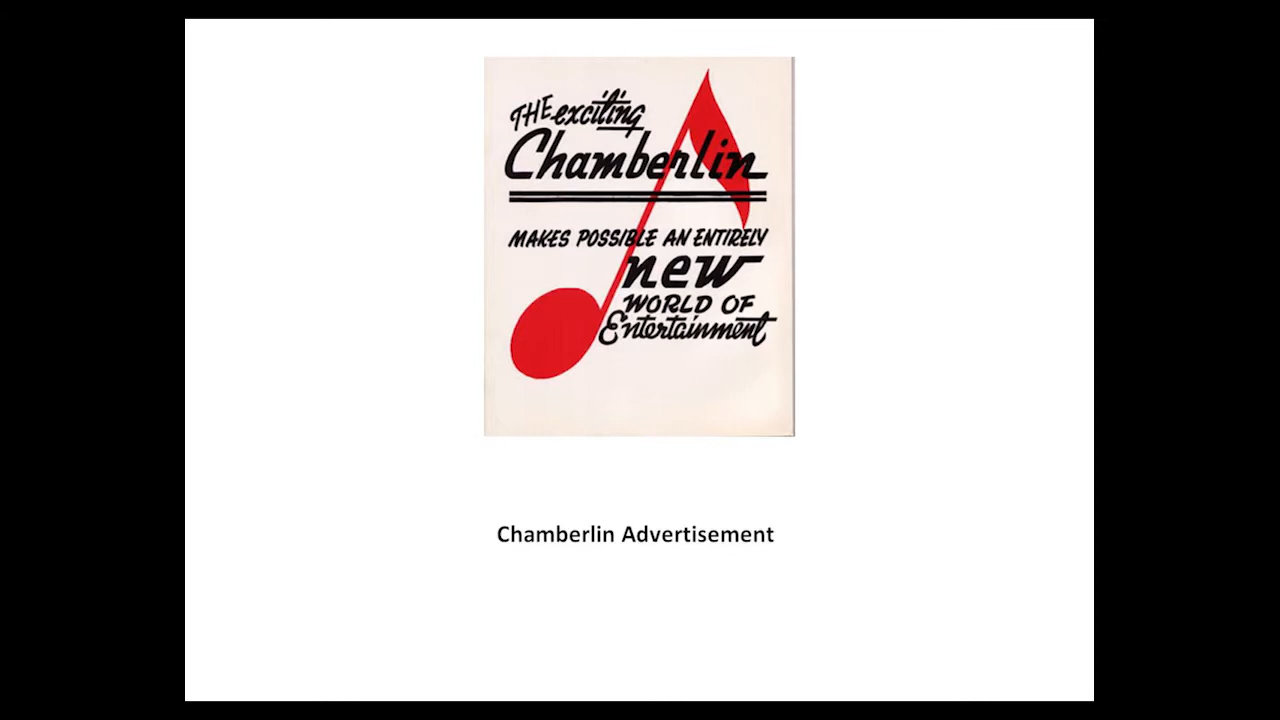 THE exciting
Chamberlin
MAKES POSSIBLE AN ENTIRELY
new
WORLD OF
Entertainment
Chamberlin Advertisement